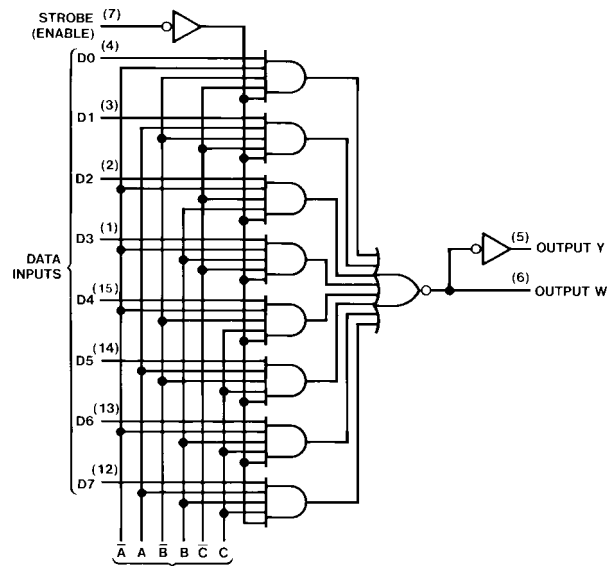 STROBE (7)
(ENABLE)
D0 (4)
D1 (3)
D2 (2)
D3 (1)
DATA
INPUTS
D4 (15)
D5 (14)
D6 (13)
D7 (12)
(5) OUTPUT Y
(6) OUTPUT W
A̅ A B̅ B C̅ C